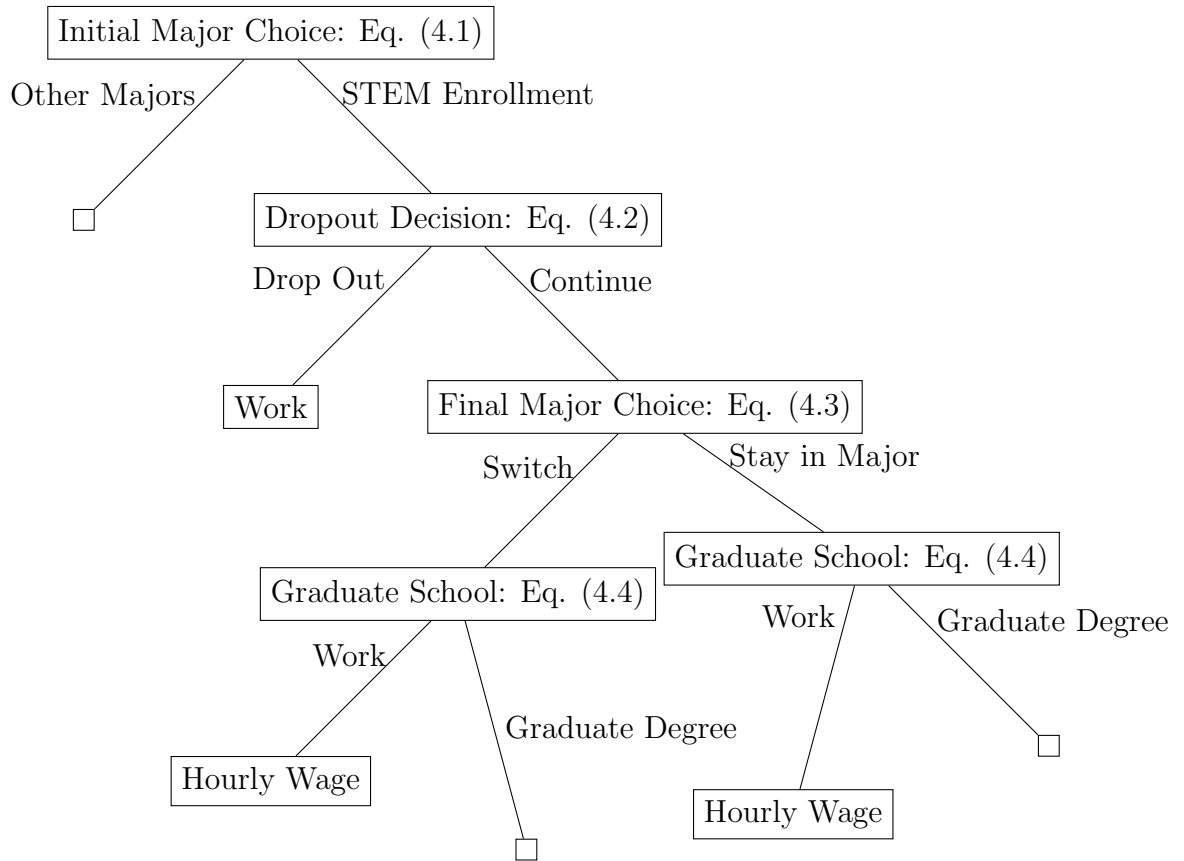 Initial Major Choice: Eq. (4.1)
Other Majors
STEM Enrollment
Dropout Decision: Eq. (4.2)
Drop Out
Continue
Work
Final Major Choice: Eq. (4.3)
Switch
Stay in Major
Graduate School: Eq. (4.4)
Graduate School: Eq. (4.4)
Work
Graduate Degree
Work
Graduate Degree
Hourly Wage
Hourly Wage